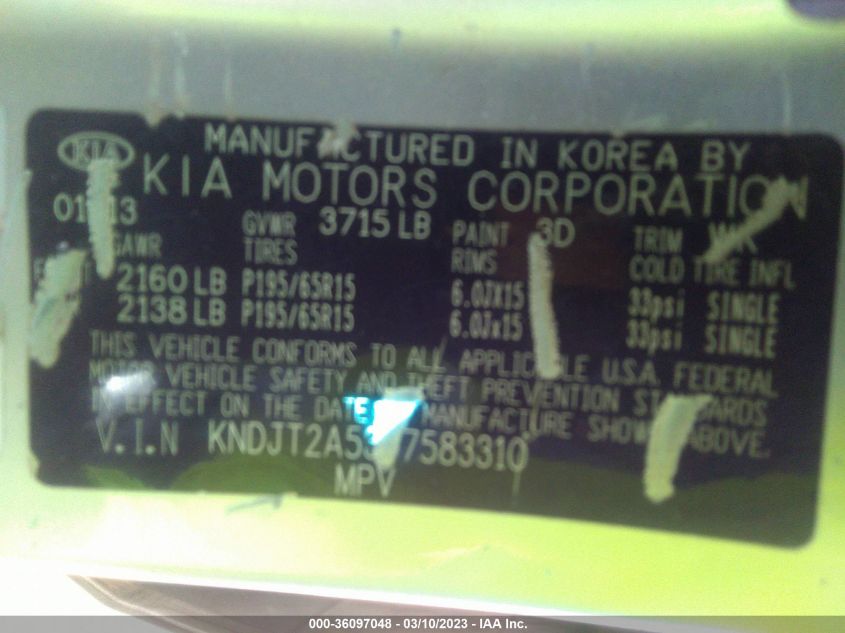 KIA MANUFACTURED IN KOREA BY
KIA MOTORS CORPORATION
GVWR 3715 LB PAINT 3D TRIM WK
GAWR TIRES RIMS COLD TIRE INFL
2160 LB P195/65R15 6.0JX15 33psi SINGLE
2138 LB P195/65R15 6.0Jx15 33psi SINGLE
THIS VEHICLE CONFORMS TO ALL APPLICABLE U.S.A. FEDERAL
MOTOR VEHICLE SAFETY AND THEFT PREVENTION STANDARDS
IN EFFECT ON THE DATE OF MANUFACTURE SHOWN ABOVE.
V.I.N
MPV
000-36097048 - 03/10/2023 - IAA Inc.